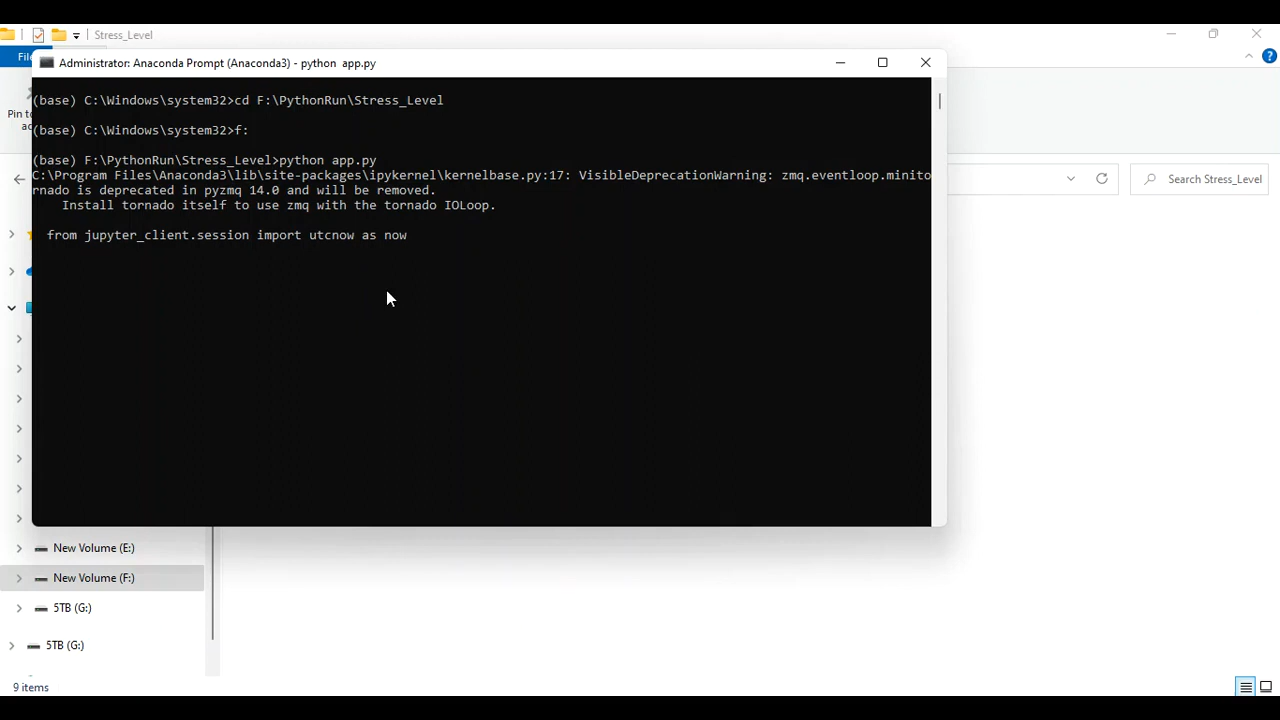 Stress_Level
File
Administrator: Anaconda Prompt (Anaconda3) - python  app.py
(base) C:\Windows\system32>cd F:\PythonRun\Stress_Level
(base) C:\Windows\system32>f:
(base) F:\PythonRun\Stress_Level>python app.py
C:\Program Files\Anaconda3\lib\site-packages\ipykernel\kernelbase.py:17: VisibleDeprecationWarning: zmq.eventloop.minito
rnado is deprecated in pyzmq 14.0 and will be removed.
    Install tornado itself to use zmq with the tornado IOLoop.
  from jupyter_client.session import utcnow as now
Pin to
Search Stress_Level
New Volume (E:)
New Volume (F:)
5TB (G:)
5TB (G:)
9 items